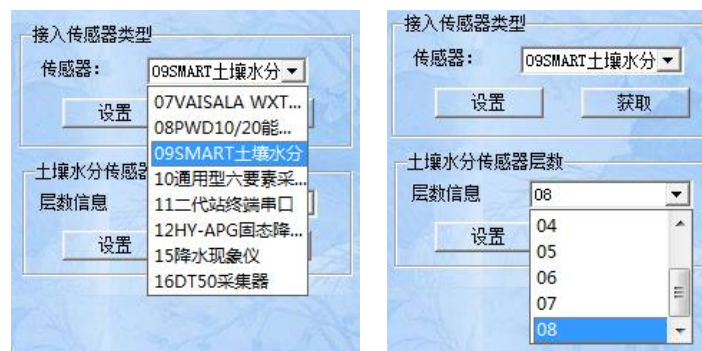 接入传感器类型
传感器：
09SMART土壤水分
设置
07VAISALA WXT...
08PWD10/20能...
09SMART土壤水分
10通用型六要素采...
11二代站终端串口
12HY-APG固态降...
15降水现象仪
16DT50采集器
土壤水分传感器
层数信息
设置
接入传感器类型
传感器：
09SMART土壤水分
设置
获取
土壤水分传感器层数
层数信息
08
设置
04
05
06
07
08